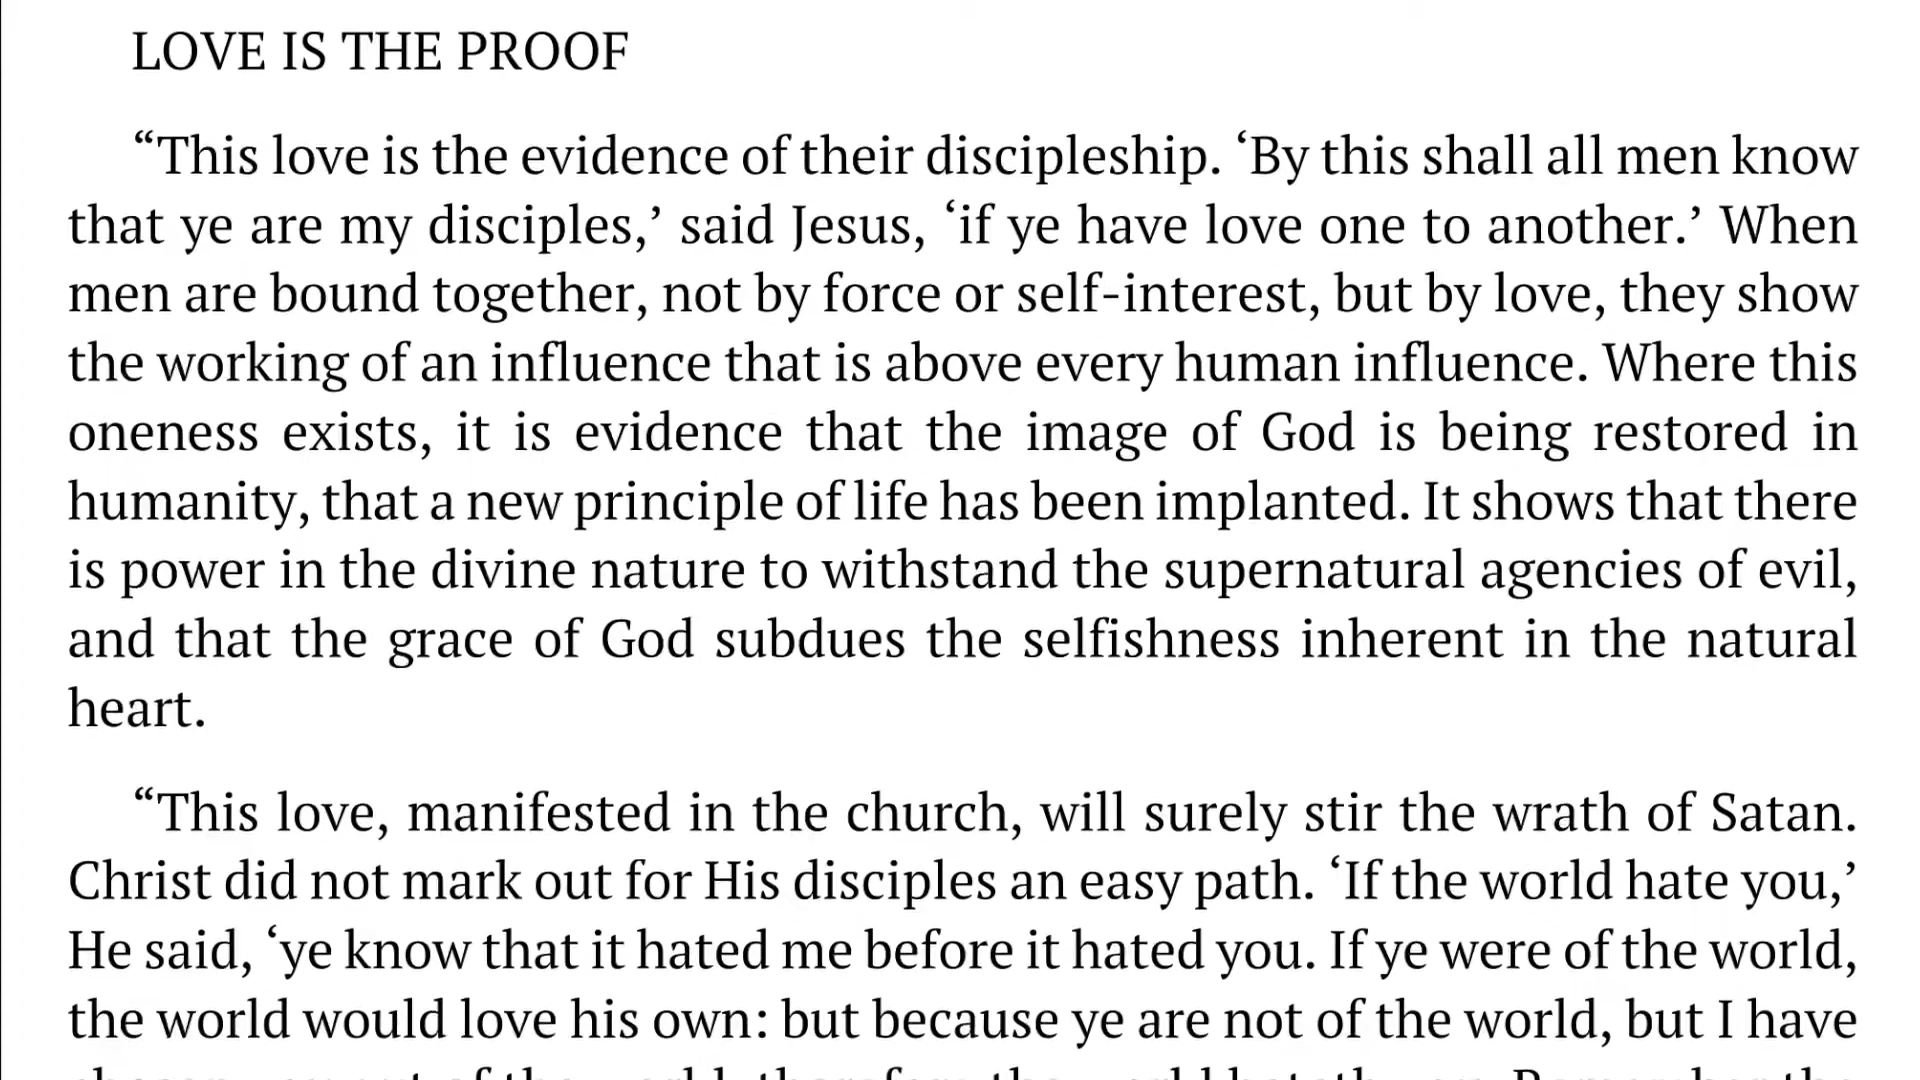 LOVE IS THE PROOF
“This love is the evidence of their discipleship. ‘By this shall all men know
that ye are my disciples,’ said Jesus, ‘if ye have love one to another.’ When
men are bound together, not by force or self-interest, but by love, they show
the working of an influence that is above every human influence. Where this
oneness exists, it is evidence that the image of God is being restored in
humanity, that a new principle of life has been implanted. It shows that there
is power in the divine nature to withstand the supernatural agencies of evil,
and that the grace of God subdues the selfishness inherent in the natural
heart.
“This love, manifested in the church, will surely stir the wrath of Satan.
Christ did not mark out for His disciples an easy path. ‘If the world hate you,’
He said, ‘ye know that it hated me before it hated you. If ye were of the world,
the world would love his own: but because ye are not of the world, but I have